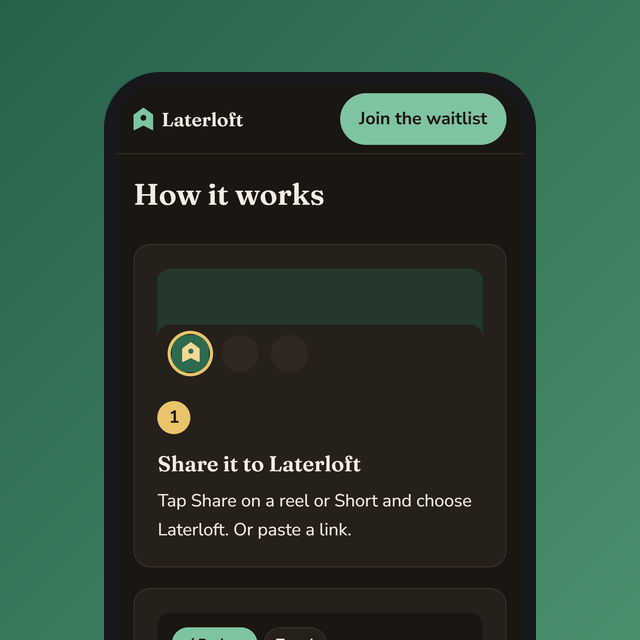 Laterloft
Join the waitlist
How it works
1
Share it to Laterloft
Tap Share on a reel or Short and choose
Laterloft. Or paste a link.